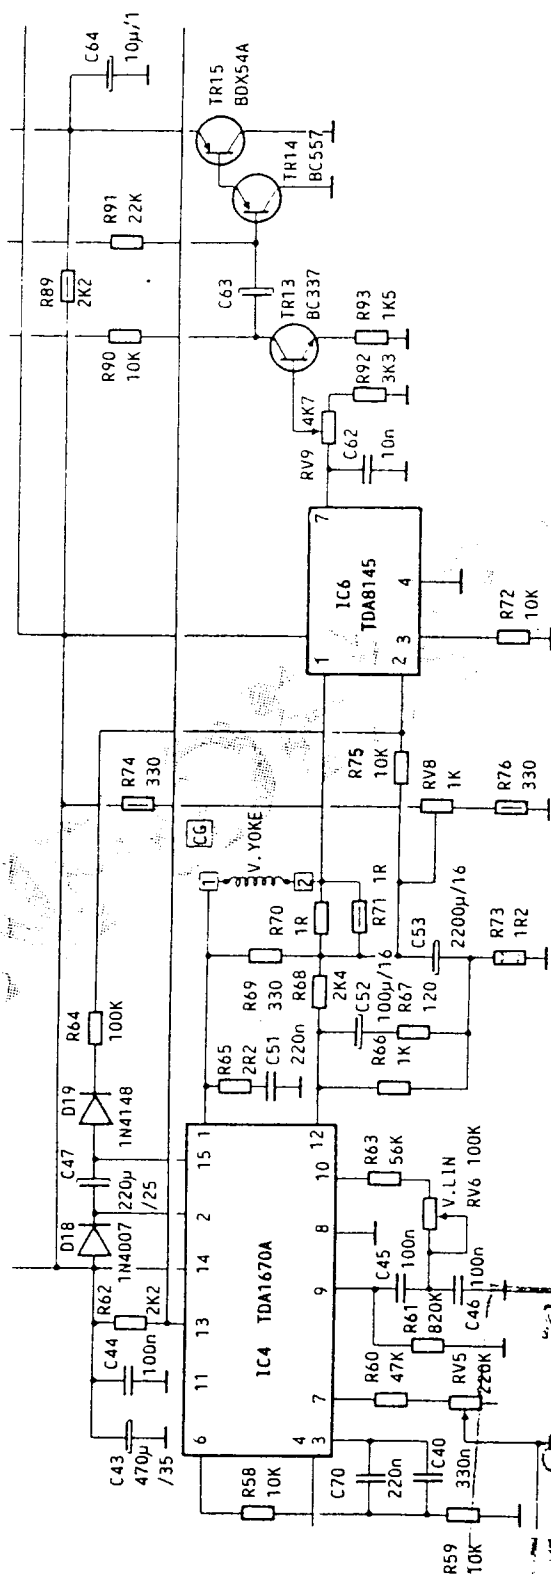 C64
10µ/1
TR15
BDX54A
TR14
BC557
R91
22K
R89
2K2
C63
TR13
BC337
R93
1K5
R90
10K
R92
3K3
4K7
RV9
C62
10n
7
IC6
TDA8145
4
1
2
3
R72
10K
R74
330
R75
10K
RV8
1K
R76
330
CG
1
V.YOKE
2
R70
1R
R71
1R
C53
2200µ/16
R73
1R2
R69
330
R68
2K4
C52
100µ/16
R67
120
R66
1K
R64
100K
R65
2R2
C51
220n
D19
1N4148
C47
220µ
/25
D18
1N4007
R62
2K2
C44
100n
C43
470µ
/35
1
15
2
14
13
11
6
12
10
8
9
7
4
3
IC4 TDA1670A
R63
56K
V.LIN
RV6 100K
C45
100n
R61
820K
C46
100n
R60
47K
RV5
220K
R58
10K
C70
220n
C40
330n
R59
10K